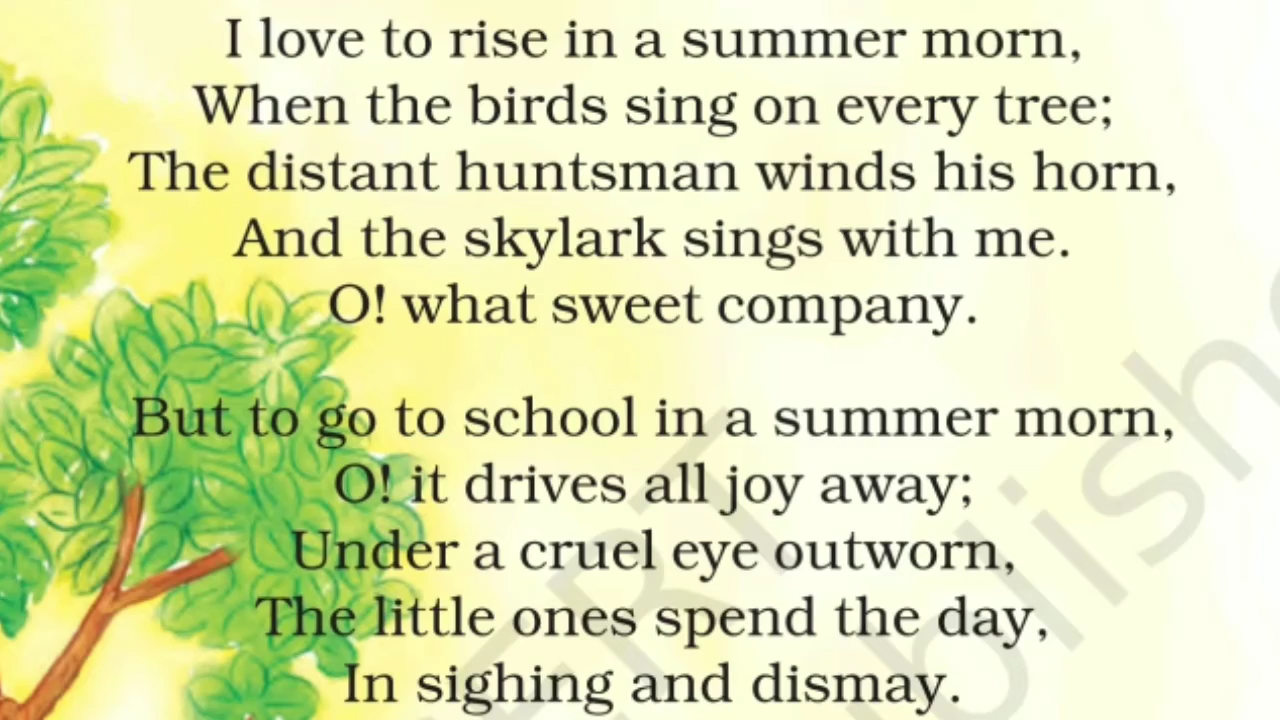 I love to rise in a summer morn,
When the birds sing on every tree;
The distant huntsman winds his horn,
And the skylark sings with me.
O! what sweet company.
But to go to school in a summer morn,
O! it drives all joy away;
Under a cruel eye outworn,
The little ones spend the day,
In sighing and dismay.